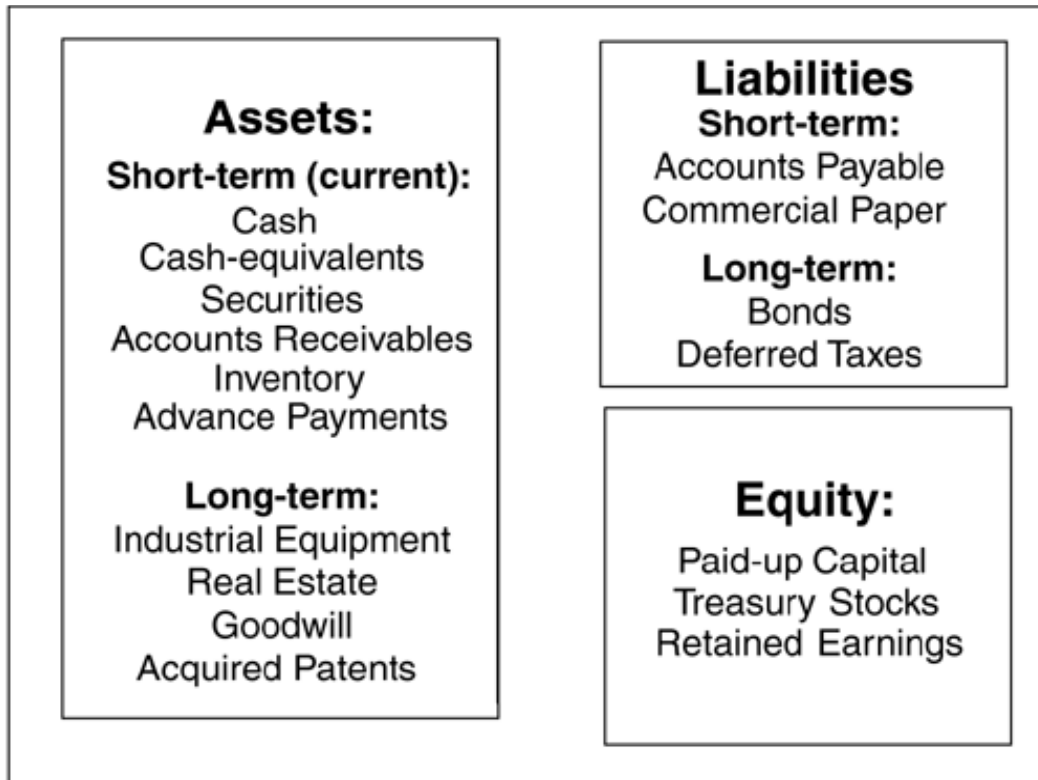 Assets:
Short-term (current):
Cash
Cash-equivalents
Securities
Accounts Receivables
Inventory
Advance Payments
Long-term:
Industrial Equipment
Real Estate
Goodwill
Acquired Patents
Liabilities
Short-term:
Accounts Payable
Commercial Paper
Long-term:
Bonds
Deferred Taxes
Equity:
Paid-up Capital
Treasury Stocks
Retained Earnings